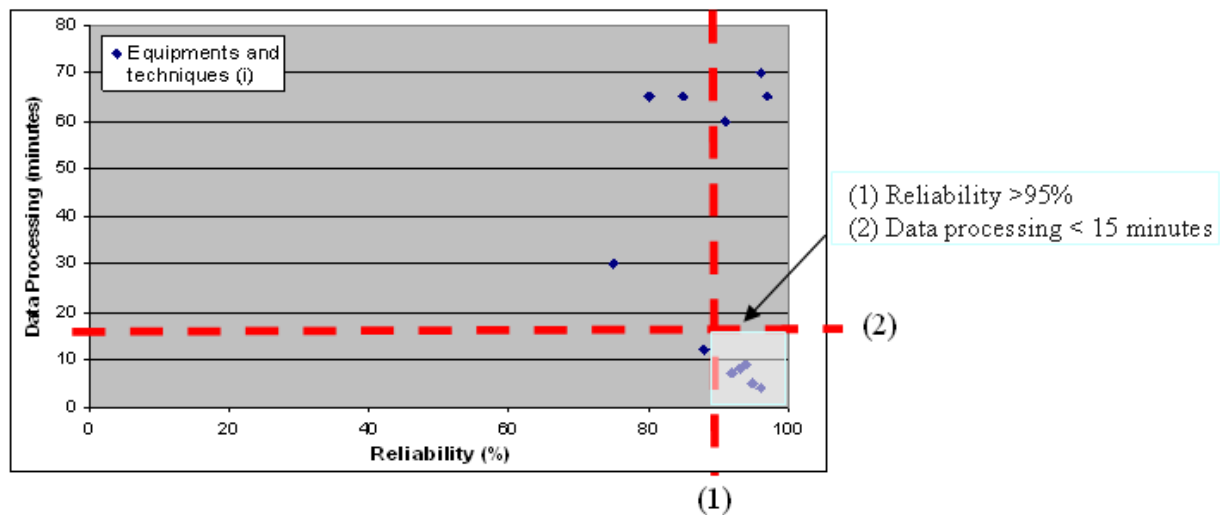 80
70
60
50
40
30
20
10
0
Data Processing (minutes)
Equipments and
techniques (i)
0 20 40 60 80 100
Reliability (%)
(1) Reliability >95%
(2) Data processing < 15 minutes
(2)
(1)